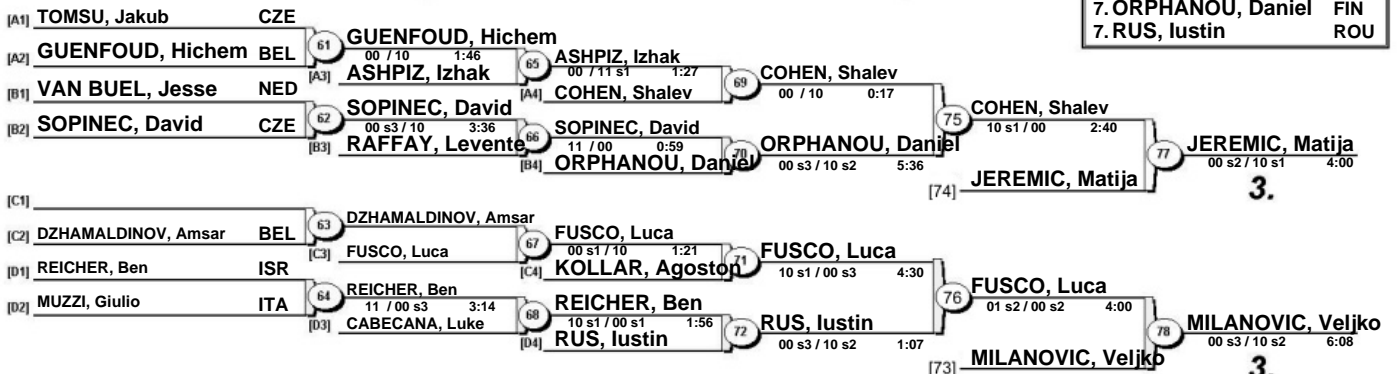 7. ORPHANOU, Daniel FIN
7. RUS, Iustin ROU
[A1] TOMSU, Jakub CZE
[A2] GUENFOUD, Hichem BEL
61
GUENFOUD, Hichem
00 / 10 1:46
[A3] ASHPIZ, Izhak
65
ASHPIZ, Izhak
00 / 11 s1 1:27
[A4] COHEN, Shalev
69
COHEN, Shalev
00 / 10 0:17
[B1] VAN BUEL, Jesse NED
[B2] SOPINEC, David CZE
62
SOPINEC, David
00 s3 / 10 3:36
[B3] RAFFAY, Levente
66
SOPINEC, David
11 / 00 0:59
[B4] ORPHANOU, Daniel
70
ORPHANOU, Daniel
00 s3 / 10 s2 5:36
75
COHEN, Shalev
10 s1 / 00 2:40
[74] JEREMIC, Matija
77
JEREMIC, Matija
00 s2 / 10 s1 4:00
3.
[C1]
[C2] DZHAMALDINOV, Amsar BEL
63
DZHAMALDINOV, Amsar
[C3] FUSCO, Luca
67
FUSCO, Luca
00 s1 / 10 1:21
[C4] KOLLAR, Agoston
71
FUSCO, Luca
10 s1 / 00 s3 4:30
[D1] REICHER, Ben ISR
[D2] MUZZI, Giulio ITA
64
REICHER, Ben
11 / 00 s3 3:14
[D3] CABECANA, Luke
68
REICHER, Ben
10 s1 / 00 s1 1:56
[D4] RUS, Iustin
72
RUS, Iustin
00 s3 / 10 s2 1:07
76
FUSCO, Luca
01 s2 / 00 s2 4:00
[73] MILANOVIC, Veljko
78
MILANOVIC, Veljko
00 s3 / 10 s2 6:08
3.